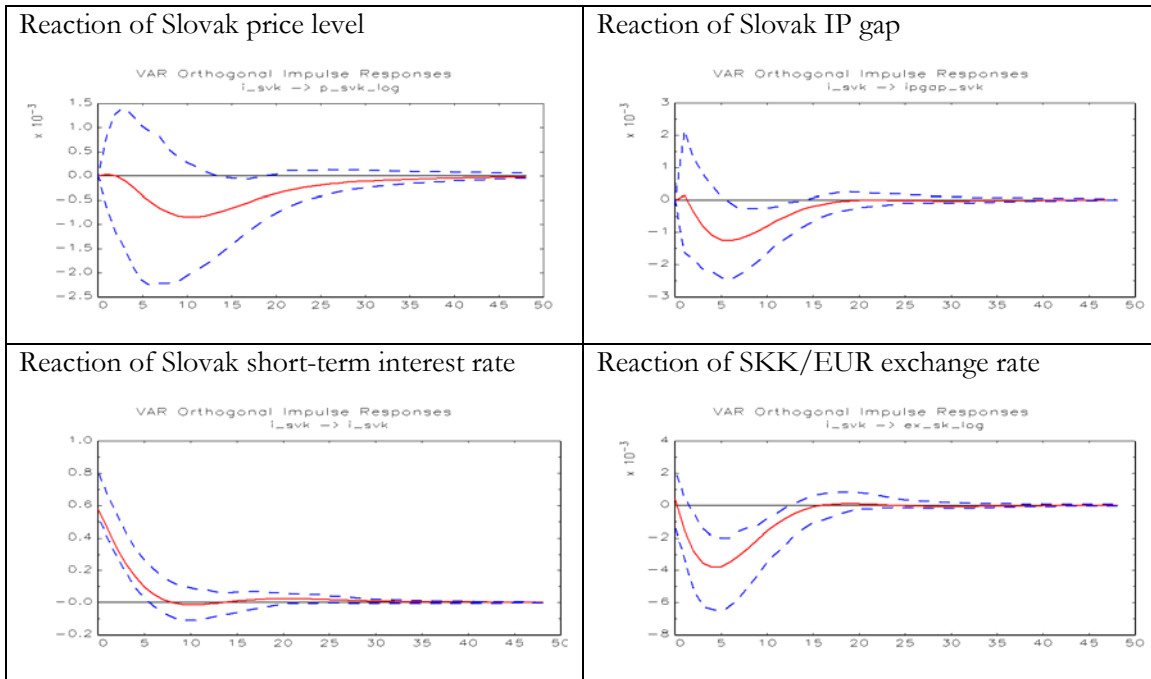 Reaction of Slovak price level
VAR Orthogonal Impulse Responses
i_svk -> p_svk_log
x 10^-3
1.5
1.0
0.5
0.0
-0.5
-1.0
-1.5
-2.0
-2.5
0 5 10 15 20 25 30 35 40 45 50
Reaction of Slovak IP gap
VAR Orthogonal Impulse Responses
i_svk -> ipgap_svk
x 10^-3
3
2
1
0
-1
-2
-3
0 5 10 15 20 25 30 35 40 45 50
Reaction of Slovak short-term interest rate
VAR Orthogonal Impulse Responses
i_svk -> i_svk
1.0
0.8
0.6
0.4
0.2
-0.0
-0.2
0 5 10 15 20 25 30 35 40 45 50
Reaction of SKK/EUR exchange rate
VAR Orthogonal Impulse Responses
i_svk -> ex_sk_log
x 10^-3
4
2
0
-2
-4
-6
-8
0 5 10 15 20 25 30 35 40 45 50